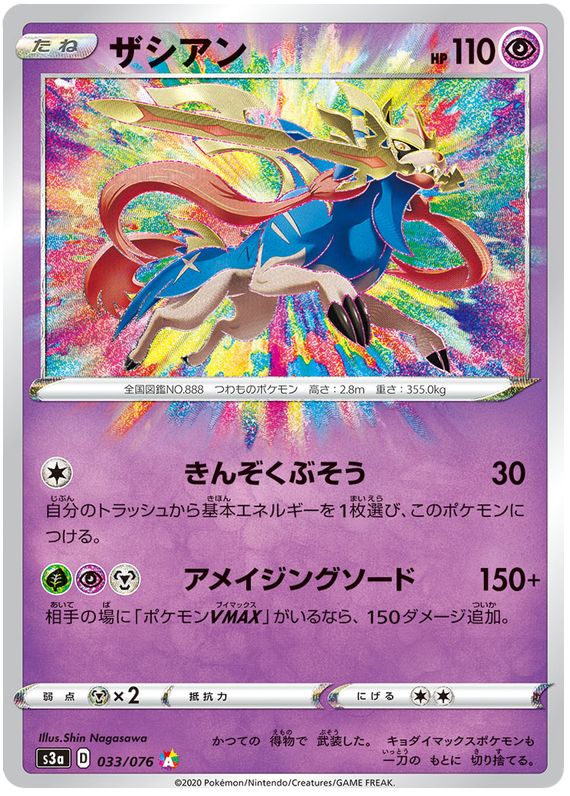 たね ザシアン HP 110
全国図鑑NO.888 つわものポケモン 高さ：2.8m 重さ：355.0kg
きんぞくぶそう 30
自分のトラッシュから基本エネルギーを1枚選び、このポケモンに
つける。
アメイジングソード 150+
相手の場に「ポケモンVMAX」がいるなら、150ダメージ追加。
弱点 ×2 抵抗力 にげる
Illus.Shin Nagasawa
s3a D 033/076 A
かつての 得物で 武装した。 キョダイマックスポケモンも
一刀の もとに 切り捨てる。
©2020 Pokémon/Nintendo/Creatures/GAME FREAK.